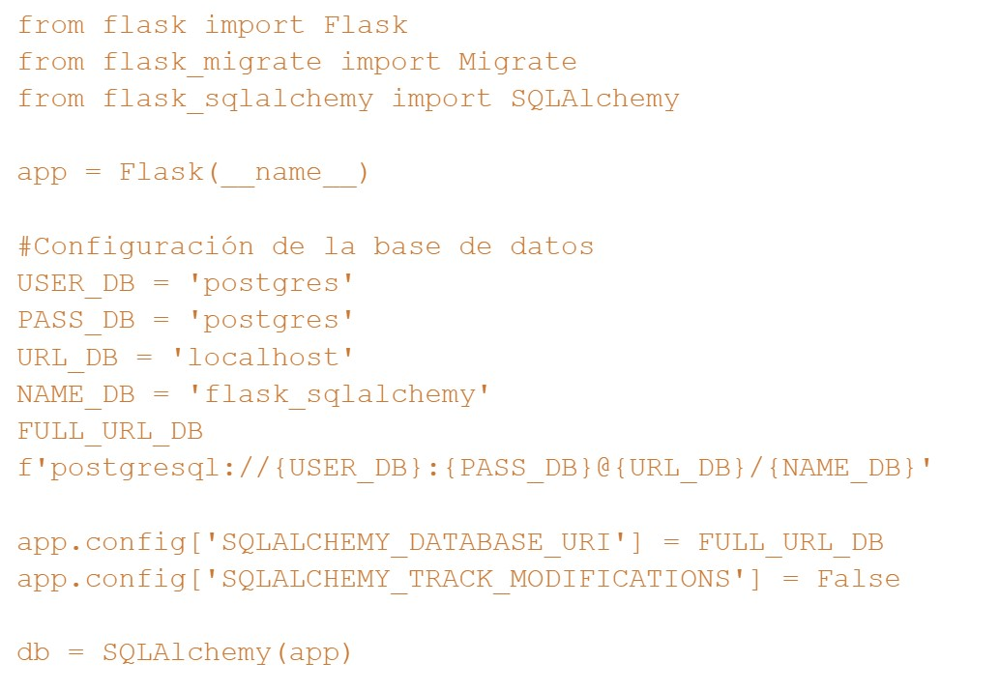 from flask import Flask
from flask_migrate import Migrate
from flask_sqlalchemy import SQLAlchemy
app = Flask(__name__)
#Configuración de la base de datos
USER_DB = 'postgres'
PASS_DB = 'postgres'
URL_DB = 'localhost'
NAME_DB = 'flask_sqlalchemy'
FULL_URL_DB
f'postgresql://{USER_DB}:{PASS_DB}@{URL_DB}/{NAME_DB}'
app.config['SQLALCHEMY_DATABASE_URI'] = FULL_URL_DB
app.config['SQLALCHEMY_TRACK_MODIFICATIONS'] = False
db = SQLAlchemy(app)